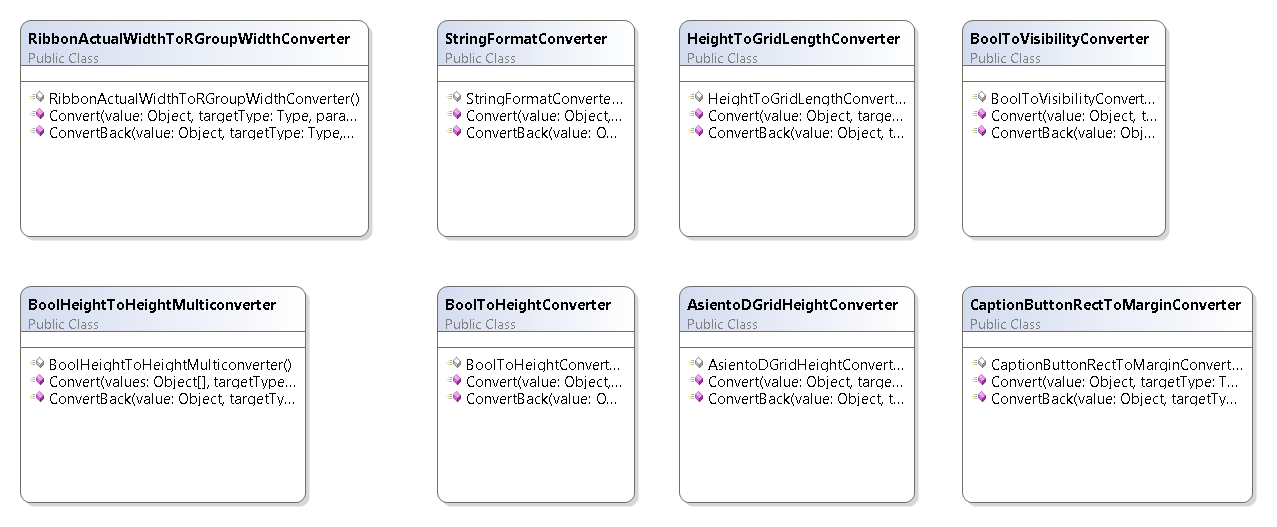 RibbonActualWidthToRGroupWidthConverter
Public Class
RibbonActualWidthToRGroupWidthConverter()
Convert(value: Object, targetType: Type, para...
ConvertBack(value: Object, targetType: Type,...
StringFormatConverter
Public Class
StringFormatConverte...
Convert(value: Object,...
ConvertBack(value: O...
HeightToGridLengthConverter
Public Class
HeightToGridLengthConvert...
Convert(value: Object, targe...
ConvertBack(value: Object, t...
BoolToVisibilityConverter
Public Class
BoolToVisibilityConvert...
Convert(value: Object, t...
ConvertBack(value: Obj...
BoolHeightToHeightMulticonverter
Public Class
BoolHeightToHeightMulticonverter()
Convert(values: Object[], targetType...
ConvertBack(value: Object, targetTy...
BoolToHeightConverter
Public Class
BoolToHeightConvert...
Convert(value: Object,...
ConvertBack(value: O...
AsientoDGridHeightConverter
Public Class
AsientoDGridHeightConvert...
Convert(value: Object, targe...
ConvertBack(value: Object, t...
CaptionButtonRectToMarginConverter
Public Class
CaptionButtonRectToMarginConvert...
Convert(value: Object, targetType: T...
ConvertBack(value: Object, targetTy...